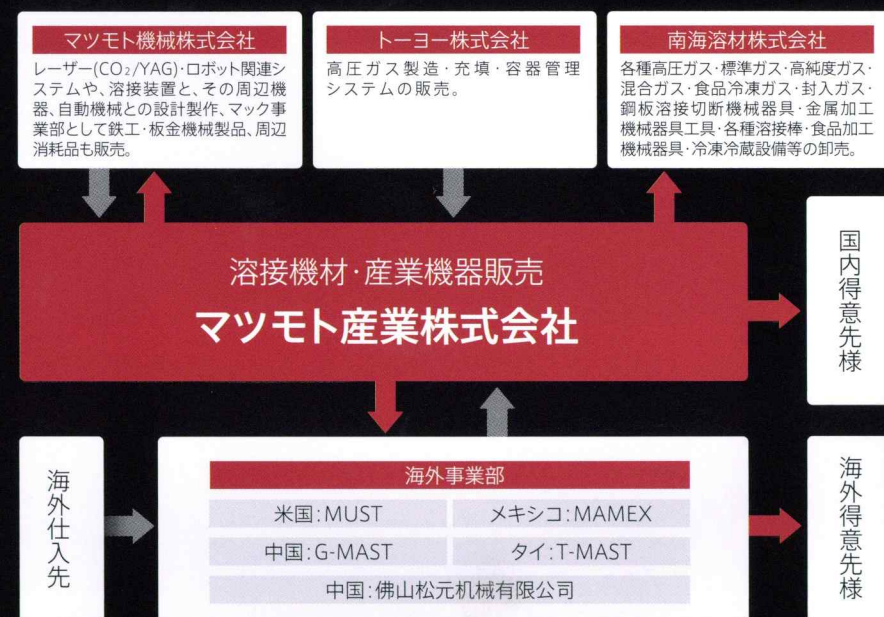 マツモト機械株式会社
レーザー(CO2/YAG)・ロボット関連シ
ステムや、溶接装置と、その周辺機
器、自動機械との設計製作、マック事
業部として鉄工・板金機械製品、周辺
消耗品も販売。
トーヨー株式会社
高圧ガス製造・充填・容器管理
システムの販売。
南海溶材株式会社
各種高圧ガス・標準ガス・高純度ガス・
混合ガス・食品冷凍ガス・封入ガス・
鋼板溶接切断機械器具・金属加工
機械器具工具・各種溶接棒・食品加工
機械器具・冷凍冷蔵設備等の卸売。
溶接機材・産業機器販売
マツモト産業株式会社
国内得意先様
海外仕入先
海外事業部
米国:MUST
メキシコ:MAMEX
中国:G-MAST
タイ:T-MAST
中国:佛山松元机械有限公司
海外得意先様